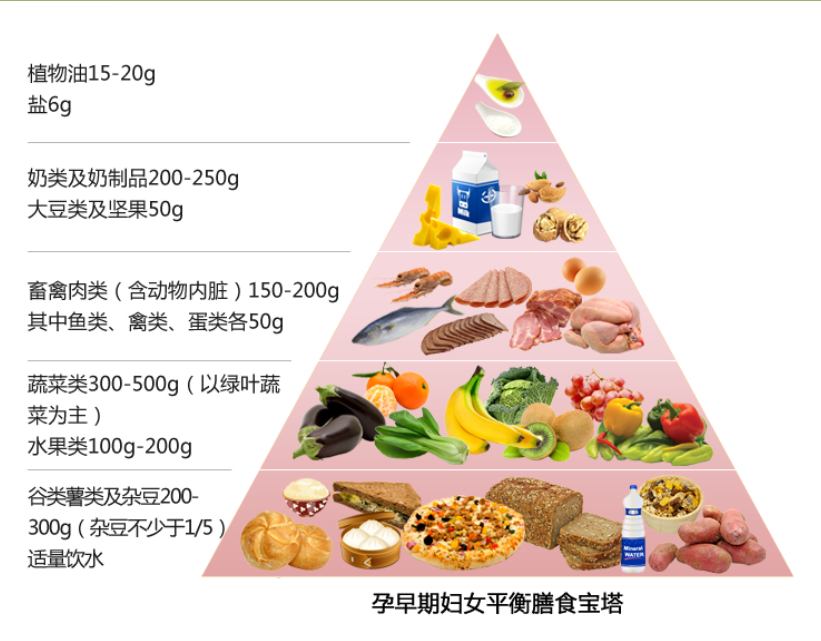 植物油15-20g
盐6g
奶类及奶制品200-250g
大豆类及坚果50g
畜禽肉类（含动物内脏）150-200g
其中鱼类、禽类、蛋类各50g
蔬菜类300-500g（以绿叶蔬
菜为主）
水果类100g-200g
谷类薯类及杂豆200-
300g（杂豆不少于1/5）
适量饮水
Mineral
WATER
孕早期妇女平衡膳食宝塔